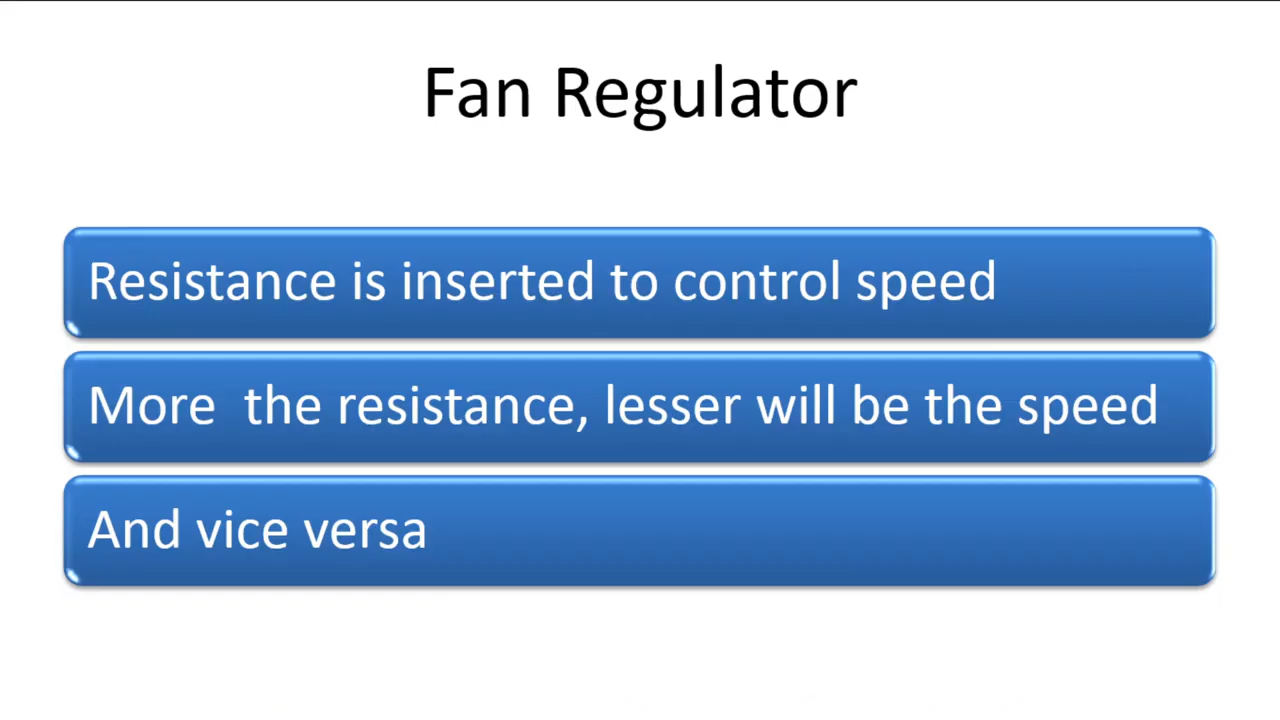 Fan Regulator
Resistance is inserted to control speed
More  the resistance, lesser will be the speed
And vice versa